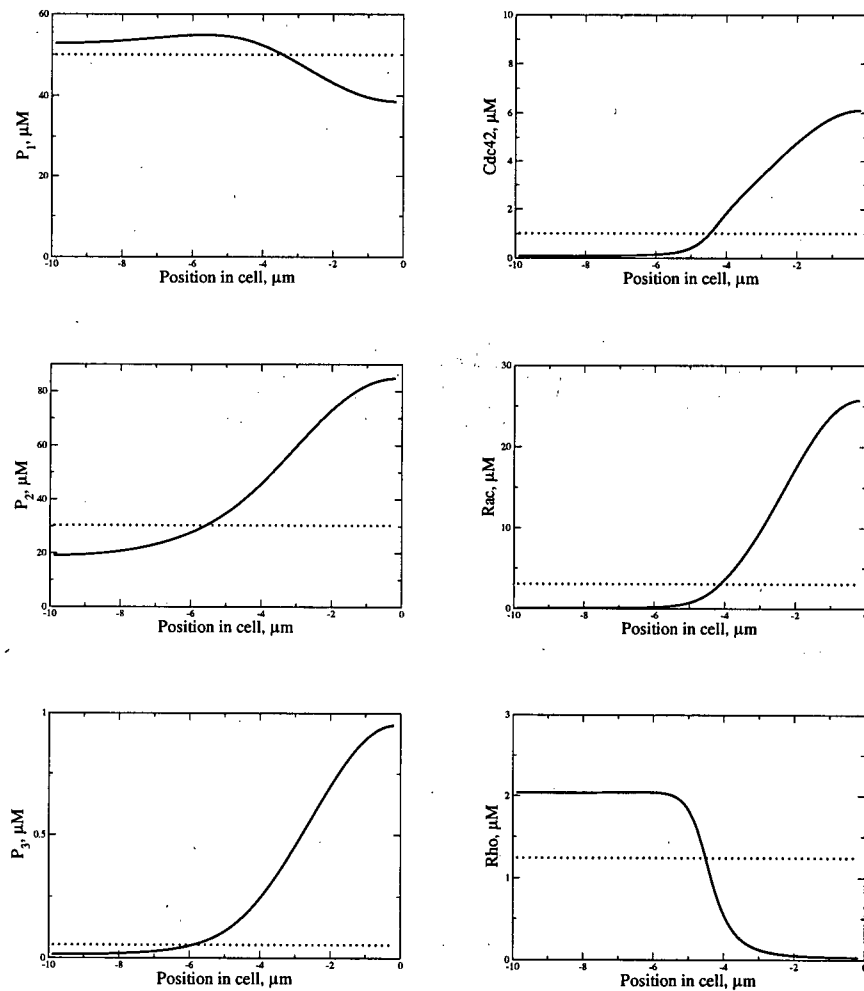 60
40
20
0
P₁, μM
-10 -8 -6 -4 -2 0
Position in cell, μm
10
8
6
4
2
0
Cdc42, μM
-10 -8 -6 -4 -2 0
Position in cell, μm
80
60
40
20
0
P₂, μM
-10 -8 -6 -4 -2 0
Position in cell, μm
30
20
10
0
Rac, μM
-10 -8 -6 -4 -2 0
Position in cell, μm
1
0.5
0
P₃, μM
-10 -8 -6 -4 -2 0
Position in cell, μm
3
2
1
0
Rho, μM
-10 -8 -6 -4 -2 0
Position in cell, μm